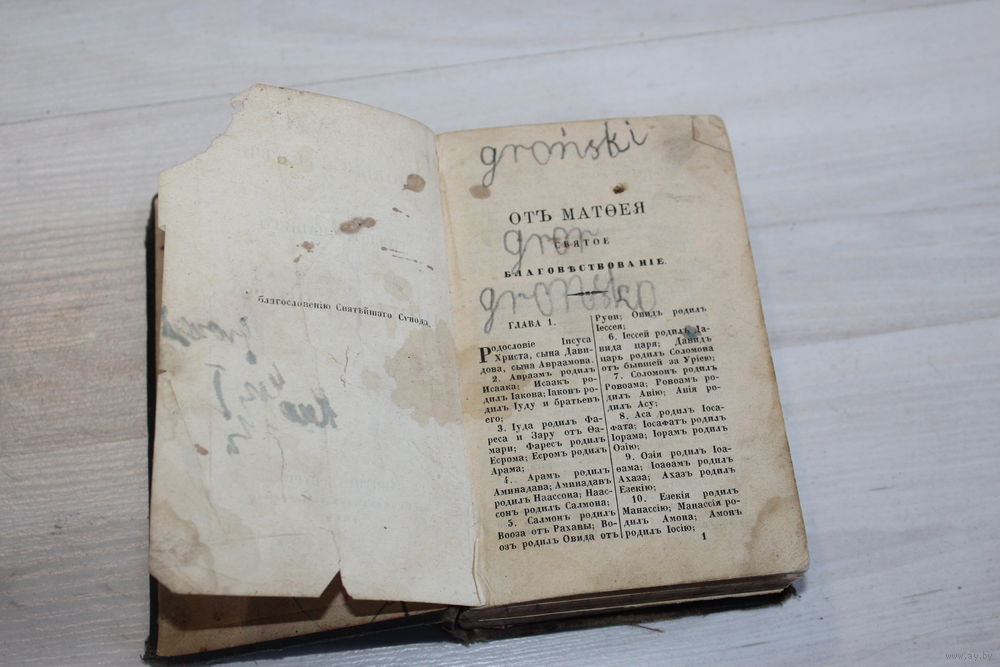 благословенію Святѣйшаго Сѵнода.
groński
ОТЪ МАТѲЕЯ
gron
СВЯТОЕ
БЛАГОВѢСТВОВАНІЕ.
ГЛАВА 1.
Родословіе Іисуса
Христа, сына Дави-
дова, сына Авраамова.
2. Авраамъ родилъ
Исаака; Исаакъ ро-
дилъ Іакова; Іаковъ ро-
дилъ Іуду и братьевъ
его;
3. Іуда родилъ Фа-
реса и Зару отъ Ѳа-
мари; Фаресъ родилъ
Есрома; Есромъ родилъ
Арама;
4. Арамъ родилъ
Аминадава; Аминадавъ
родилъ Наассона; Наас-
сонъ родилъ Салмона;
5. Салмонъ родилъ
Вооза отъ Рахавы; Во-
озъ родилъ Овида отъ
Руѳи; Овидъ родилъ
Іессея;
6. Іессей родилъ Да-
вида царя; Давидъ
царь родилъ Соломона
отъ бывшей за Уріею;
7. Соломонъ родилъ
Ровоама; Ровоамъ ро-
дилъ Авію; Авія ро-
дилъ Асу;
8. Аса родилъ Іоса-
фата; Іосафатъ родилъ
Іорама; Іорамъ родилъ
Озію;
9. Озія родилъ Іоа-
ѳама; Іоаѳамъ родилъ
Ахаза; Ахазъ родилъ
Езекію;
10. Езекія родилъ
Манассію; Манассія ро-
дилъ Амона; Амонъ
родилъ Іосію;
1
www.ay.by